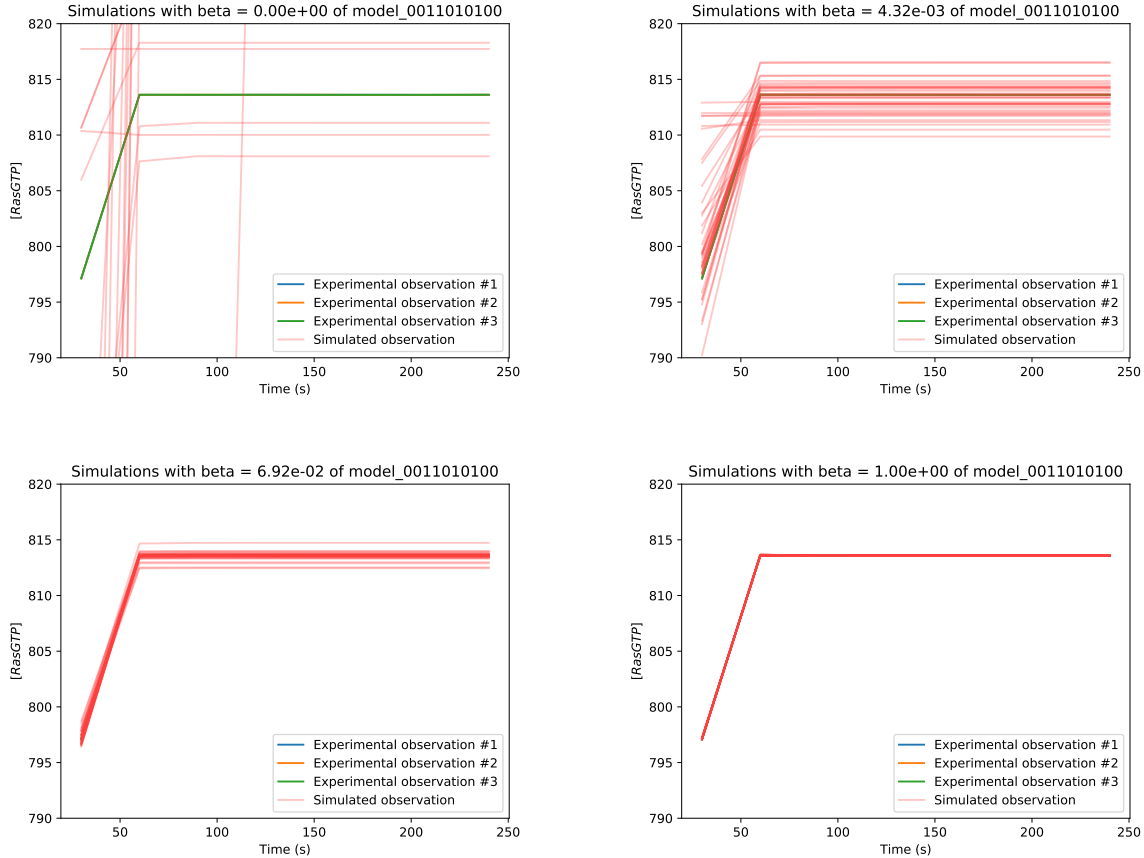 Simulations with beta = 0.00e+00 of model_0011010100
820
815
810
805
800
795
790
[RasGTP]
50
100
150
200
250
Time (s)
Experimental observation #1
Experimental observation #2
Experimental observation #3
Simulated observation
Simulations with beta = 4.32e-03 of model_0011010100
820
815
810
805
800
795
790
[RasGTP]
50
100
150
200
250
Time (s)
Experimental observation #1
Experimental observation #2
Experimental observation #3
Simulated observation
Simulations with beta = 6.92e-02 of model_0011010100
820
815
810
805
800
795
790
[RasGTP]
50
100
150
200
250
Time (s)
Experimental observation #1
Experimental observation #2
Experimental observation #3
Simulated observation
Simulations with beta = 1.00e+00 of model_0011010100
820
815
810
805
800
795
790
[RasGTP]
50
100
150
200
250
Time (s)
Experimental observation #1
Experimental observation #2
Experimental observation #3
Simulated observation